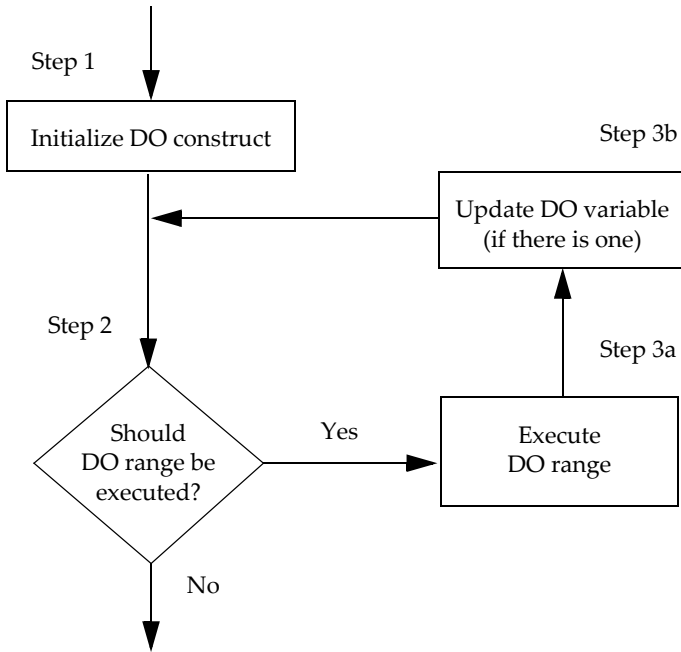 Step 1
Initialize DO construct
Step 3b
Update DO variable
(if there is one)
Step 2
Step 3a
Should
DO range be
executed?
Yes
Execute
DO range
No